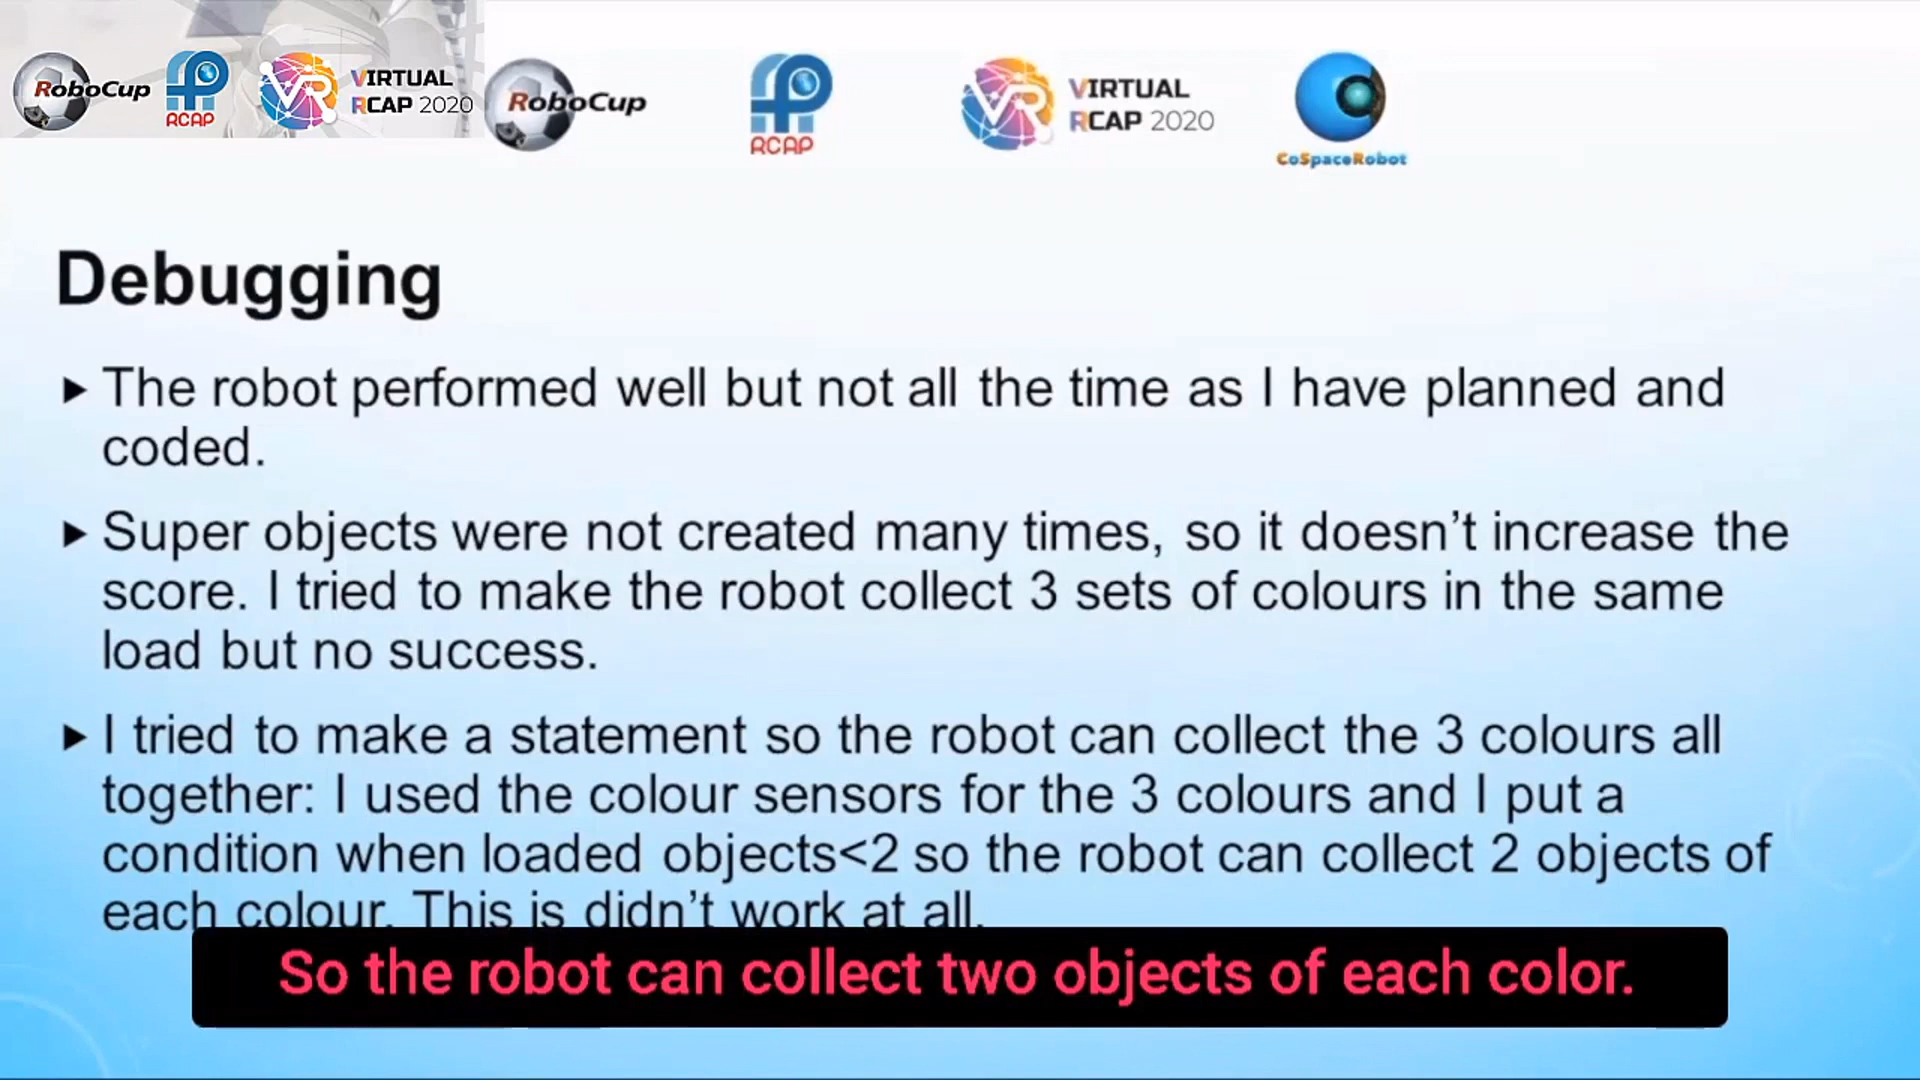 RoboCup
RCAP
VR
VIRTUAL
RCAP 2020
RoboCup
RCAP
VR
VIRTUAL
RCAP 2020
CoSpaceRobot
Debugging
The robot performed well but not all the time as I have planned and
coded.
Super objects were not created many times, so it doesn’t increase the
score. I tried to make the robot collect 3 sets of colours in the same
load but no success.
I tried to make a statement so the robot can collect the 3 colours all
together: I used the colour sensors for the 3 colours and I put a
condition when loaded objects<2 so the robot can collect 2 objects of
each colour. This is didn’t work at all.
So the robot can collect two objects of each color.